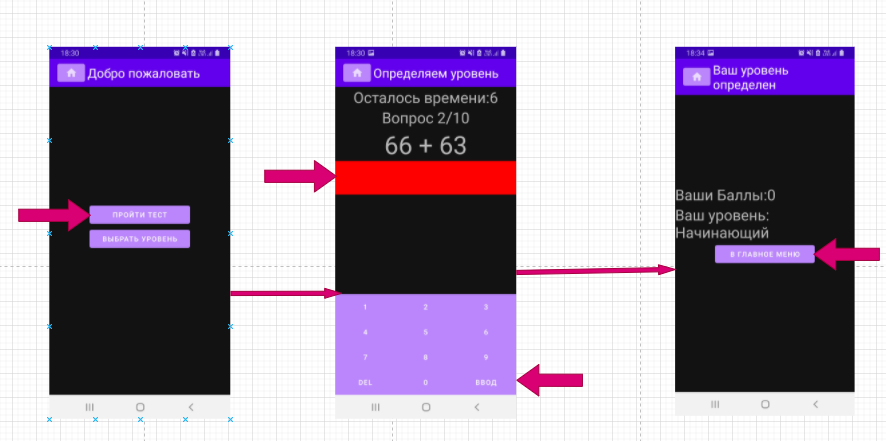 18:30
Добро пожаловать
ПРОЙТИ ТЕСТ
ВЫБРАТЬ УРОВЕНЬ
18:30
Определяем уровень
Осталось времени:6
Вопрос 2/10
66 + 63
1 2 3
4 5 6
7 8 9
DEL 0 ВВОД
18:34
Ваш уровень
определен
Ваши Баллы:0
Ваш уровень:
Начинающий
В ГЛАВНОЕ МЕНЮ